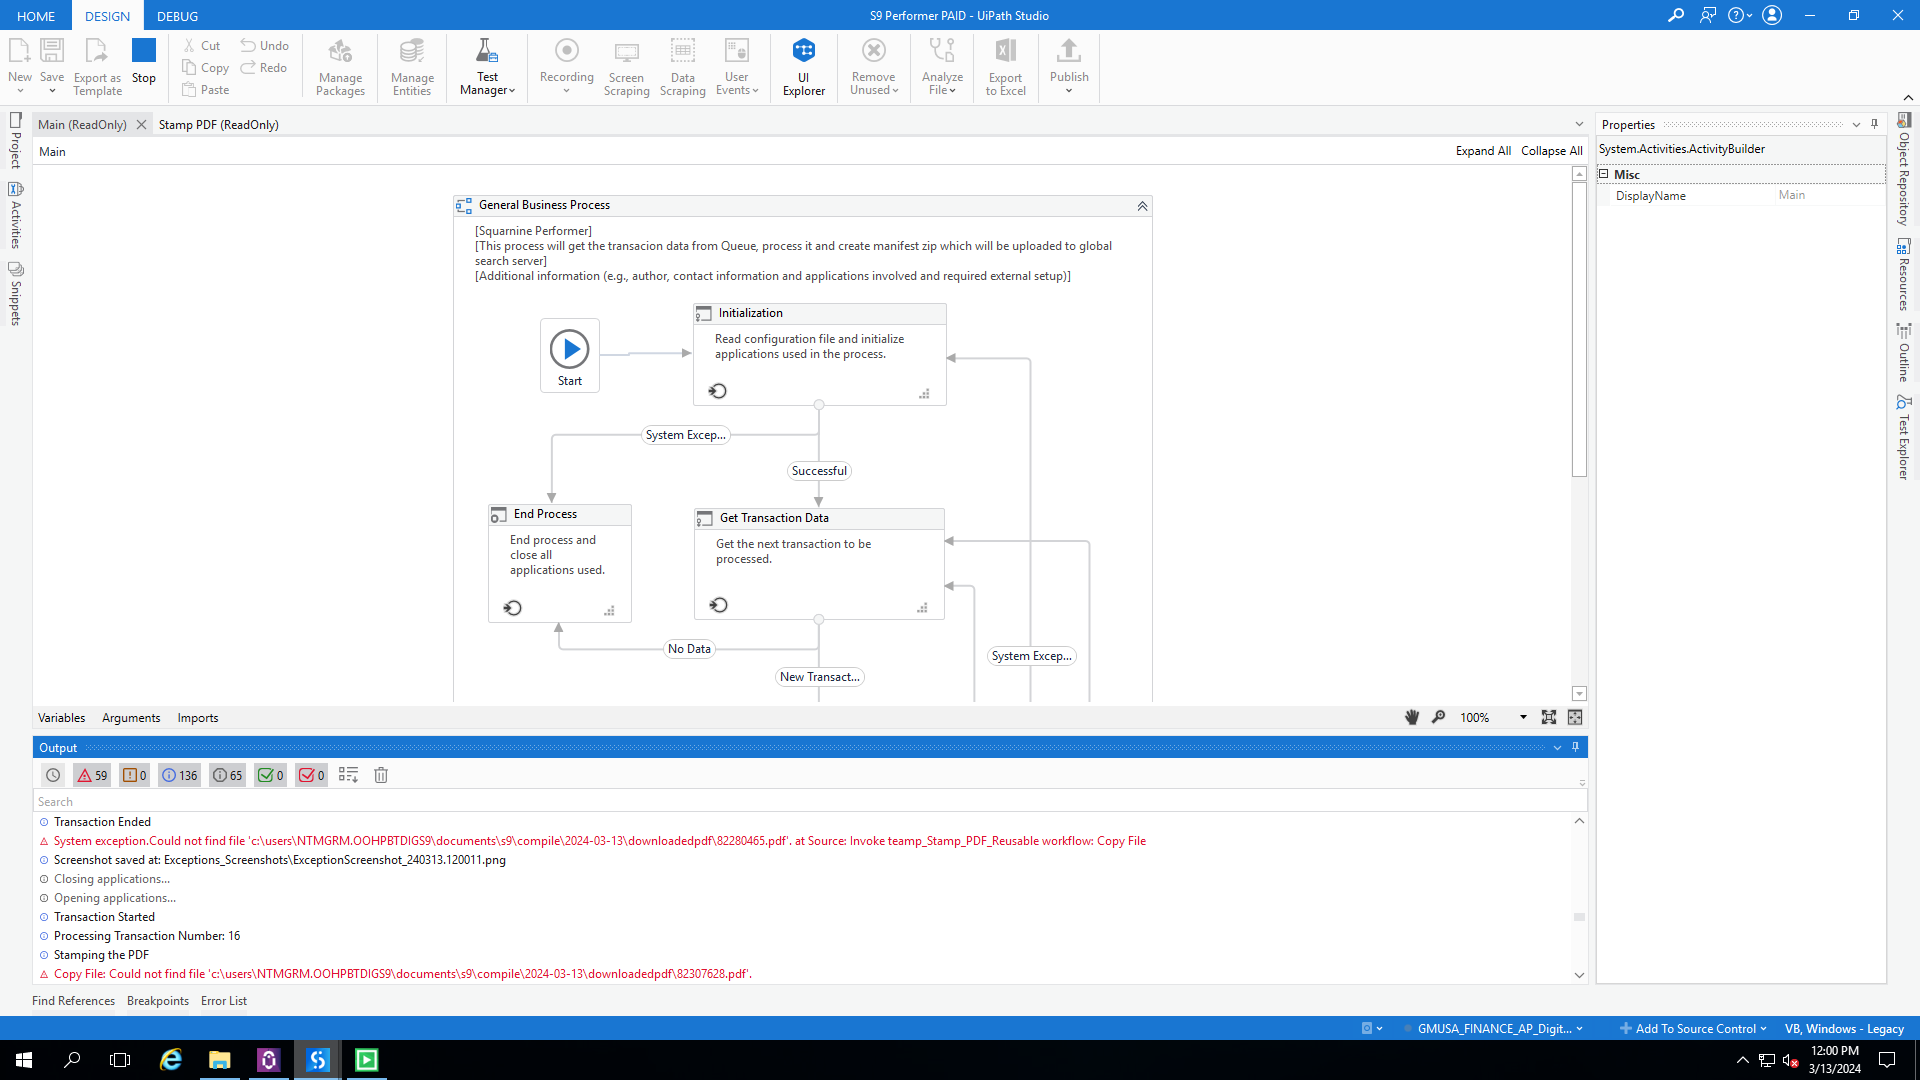 HOME DESIGN DEBUG
S9 Performer PAID - UiPath Studio
New
Save
Export as Template
Stop
Cut
Copy
Paste
Undo
Redo
Manage Packages
Manage Entities
Test Manager
Recording
Screen Scraping
Data Scraping
User Events
UI Explorer
Remove Unused
Analyze File
Export to Excel
Publish
Project
Activities
Snippets
Main (ReadOnly)
Stamp PDF (ReadOnly)
Main
Expand All Collapse All
General Business Process
[Squarnine Performer]
[This process will get the transacion data from Queue, process it and create manifest zip which will be uploaded to global
search server]
[Additional information (e.g., author, contact information and applications involved and required external setup)]
Start
Initialization
Read configuration file and initialize
applications used in the process.
System Excep...
Successful
End Process
End process and
close all
applications used.
Get Transaction Data
Get the next transaction to be
processed.
No Data
New Transact...
System Excep...
Variables Arguments Imports
100%
Output
59 0 136 65 0 0
Search
Transaction Ended
System exception.Could not find file 'c:\users\NTMGRM.OOHPBTDIGS9\documents\s9\compile\2024-03-13\downloadedpdf\82280465.pdf'. at Source: Invoke teamp_Stamp_PDF_Reusable workflow: Copy File
Screenshot saved at: Exceptions_Screenshots\ExceptionScreenshot_240313.120011.png
Closing applications...
Opening applications...
Transaction Started
Processing Transaction Number: 16
Stamping the PDF
Copy File: Could not find file 'c:\users\NTMGRM.OOHPBTDIGS9\documents\s9\compile\2024-03-13\downloadedpdf\82307628.pdf'.
Find References Breakpoints Error List
Properties
System.Activities.ActivityBuilder
Misc
DisplayName Main
Object Repository
Resources
Outline
Test Explorer
GMUSA_FINANCE_AP_Digit...
Add To Source Control
VB, Windows - Legacy
12:00 PM
3/13/2024